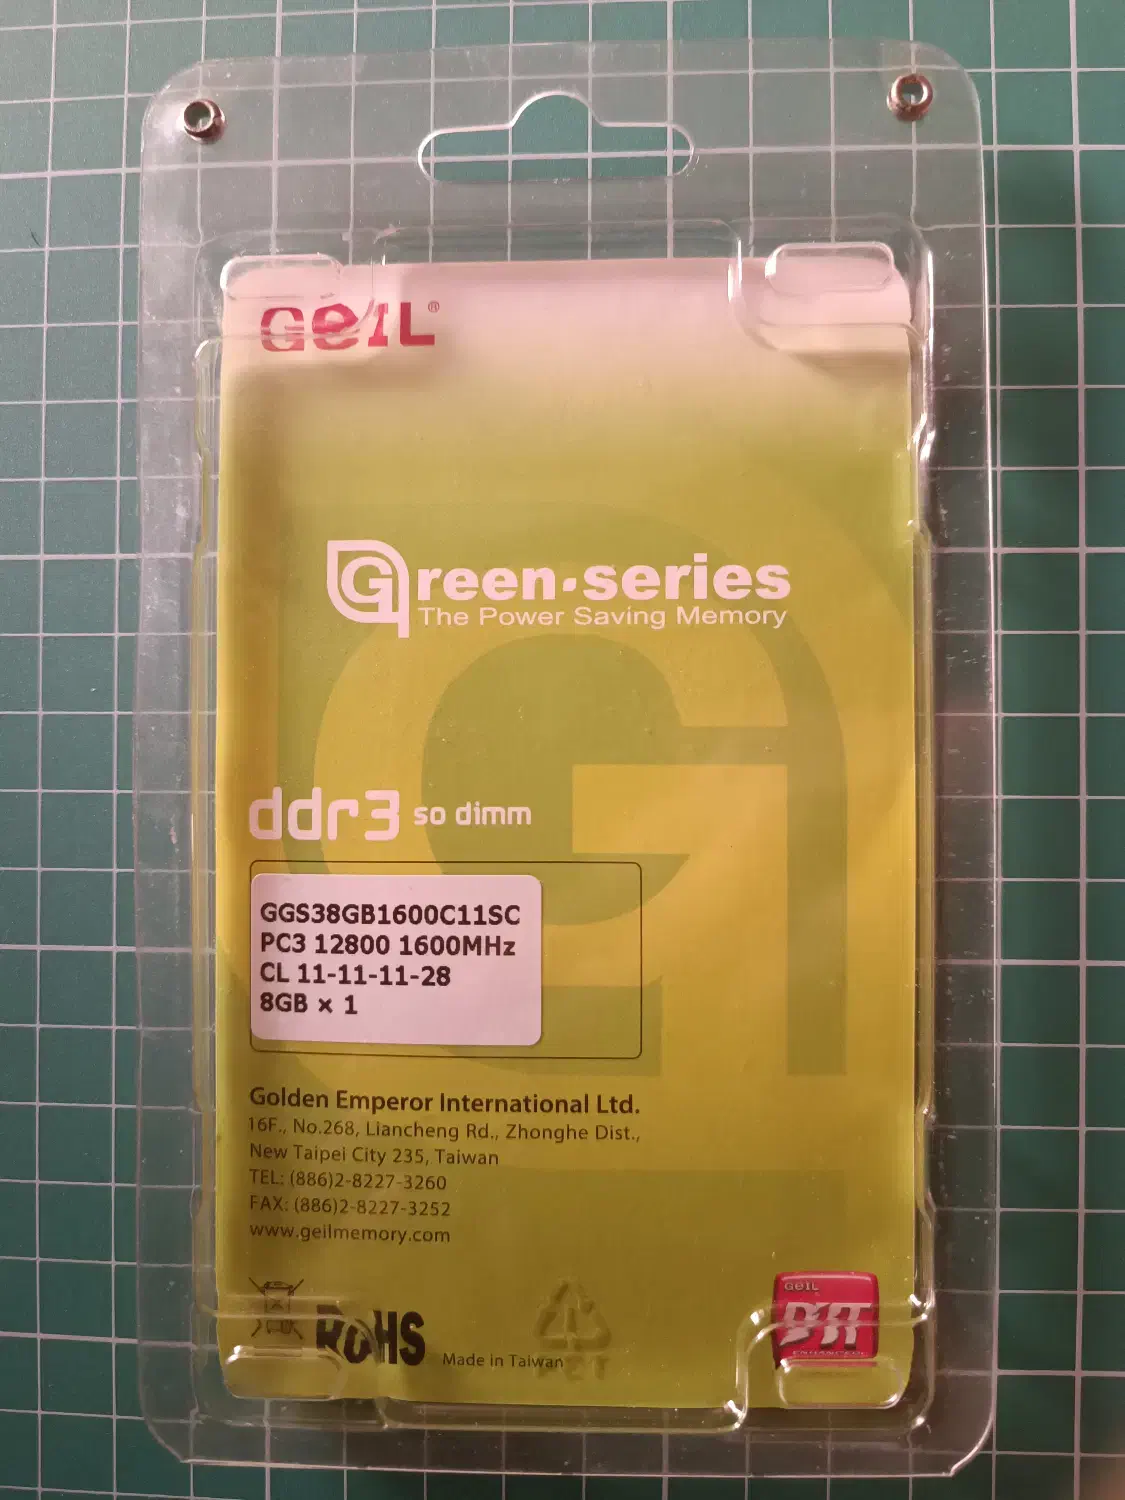 GeIL®
Green·series
The Power Saving Memory
ddr3 so dimm
GGS38GB1600C11SC
PC3 12800 1600MHz
CL 11-11-11-28
8GB × 1
Golden Emperor International Ltd.
16F., No.268, Liancheng Rd., Zhonghe Dist.,
New Taipei City 235, Taiwan
TEL: (886)2-8227-3260
FAX: (886)2-8227-3252
www.geilmemory.com
RoHS
Made in Taiwan
PET
GeIL
DBT
ENHANCED!